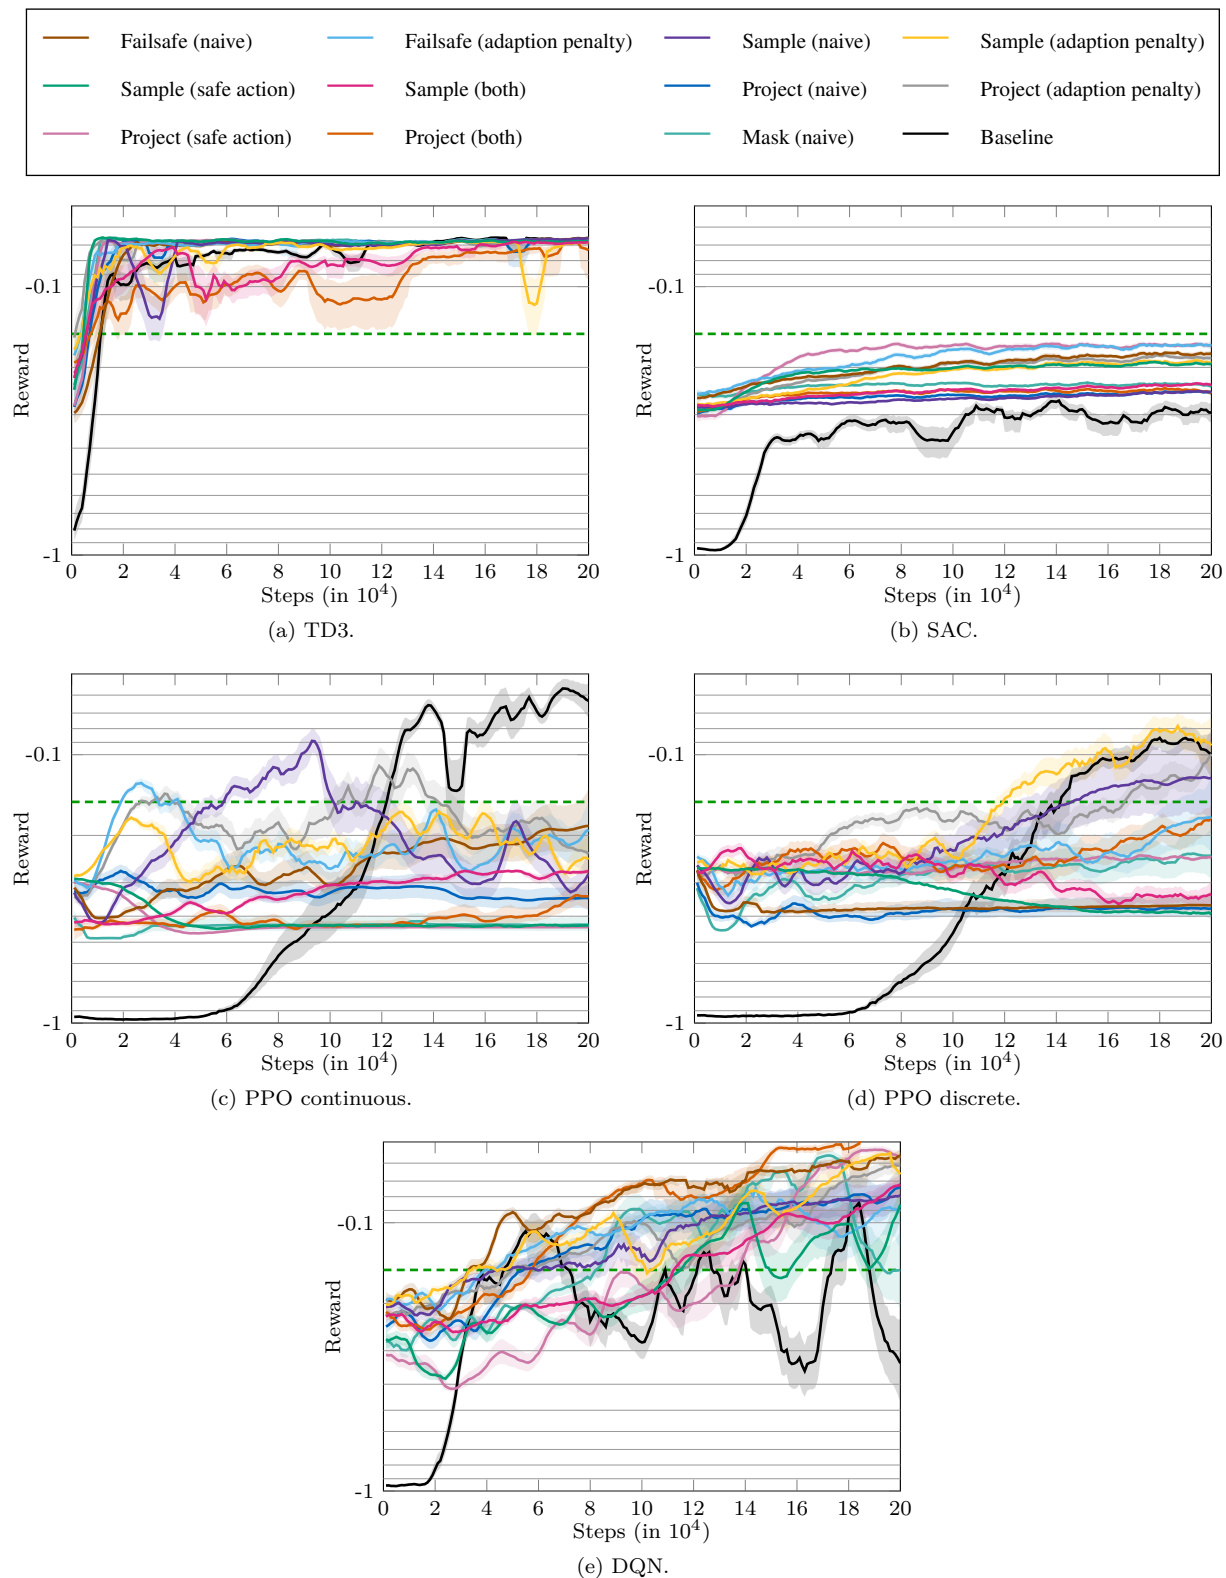 Failsafe (naive) Failsafe (adaption penalty) Sample (naive) Sample (adaption penalty)
Sample (safe action) Sample (both) Project (naive) Project (adaption penalty)
Project (safe action) Project (both) Mask (naive) Baseline
-0.1 -0.1
Reward Reward
-1 -1
0 2 4 6 8 10 12 14 16 18 20 0 2 4 6 8 10 12 14 16 18 20
Steps (in 10^4) Steps (in 10^4)
(a) TD3. (b) SAC.
-0.1 -0.1
Reward Reward
-1 -1
0 2 4 6 8 10 12 14 16 18 20 0 2 4 6 8 10 12 14 16 18 20
Steps (in 10^4) Steps (in 10^4)
(c) PPO continuous. (d) PPO discrete.
-0.1
Reward
-1
0 2 4 6 8 10 12 14 16 18 20
Steps (in 10^4)
(e) DQN.